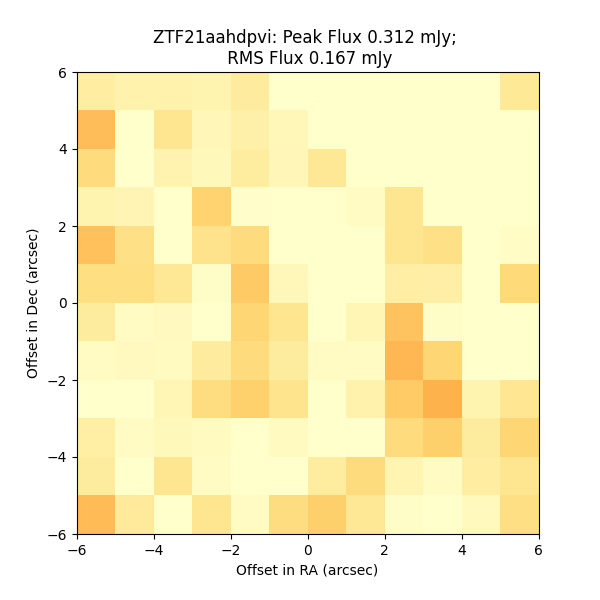 ZTF21aahdpvi: Peak Flux 0.312 mJy;
RMS Flux 0.167 mJy
6
4
2
0
−2
−4
−6
Offset in Dec (arcsec)
−6 −4 −2 0 2 4 6
Offset in RA (arcsec)